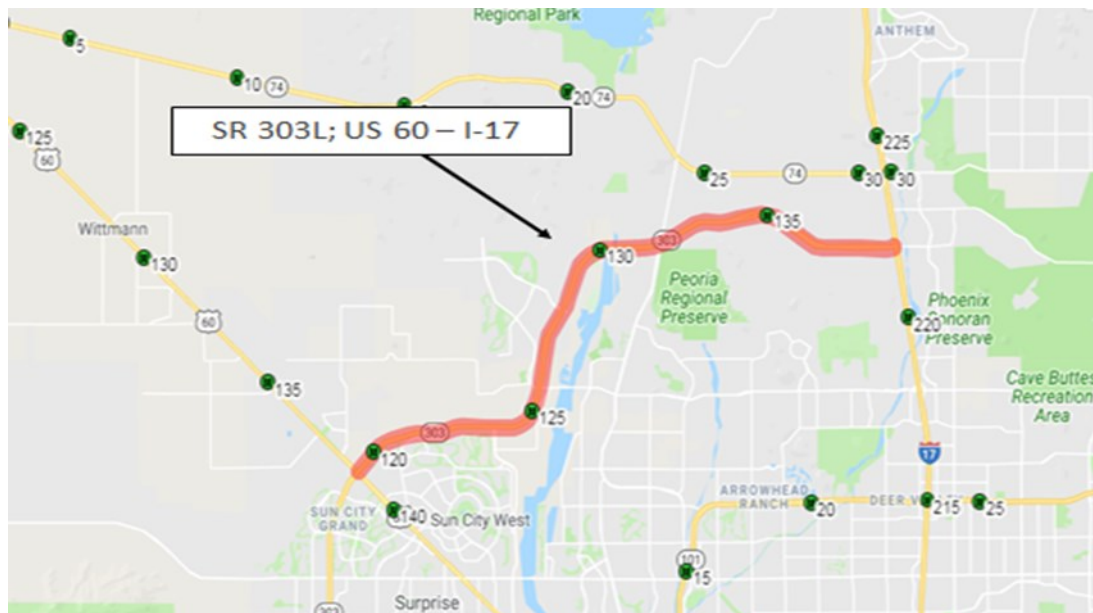 Regional Park
ANTHEM
5
10
74
20
74
SR 303L; US 60 – I-17
125
60
225
25
74
30
30
Wittmann
135
303
130
130
Peoria
Regional
Preserve
60
Phoenix
Sonoran
Preserve
220
135
Cave Buttes
Recreation
Area
125
303
120
17
ARROWHEAD
RANCH
20
DEER V
215
25
SUN CITY
GRAND
140
Sun City West
101
15
303
Surprise